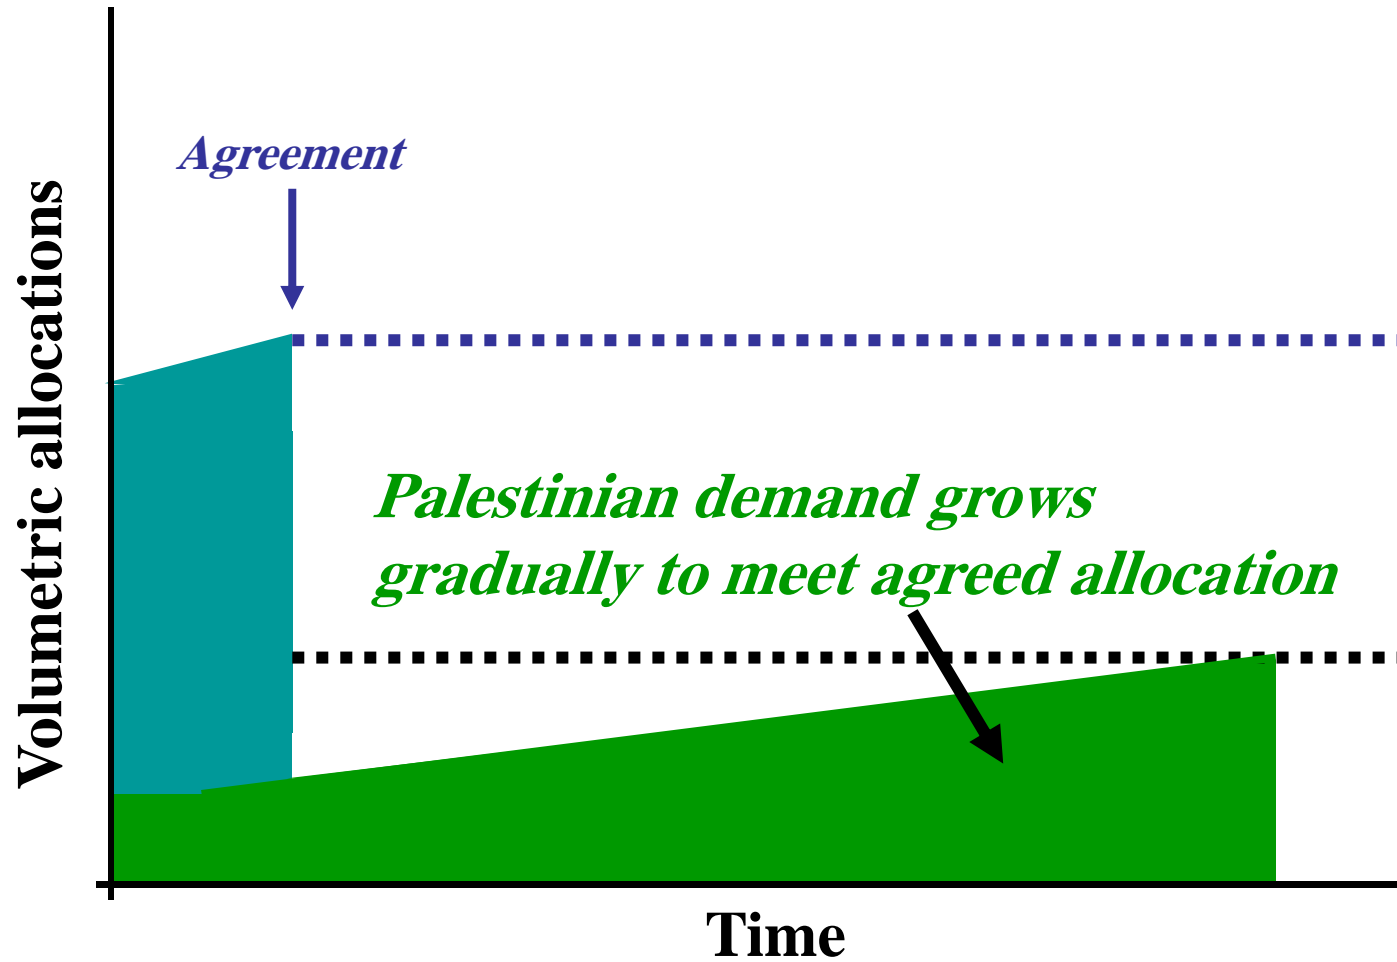 Agreement
Volumetric allocations
Palestinian demand grows
gradually to meet agreed allocation
Time